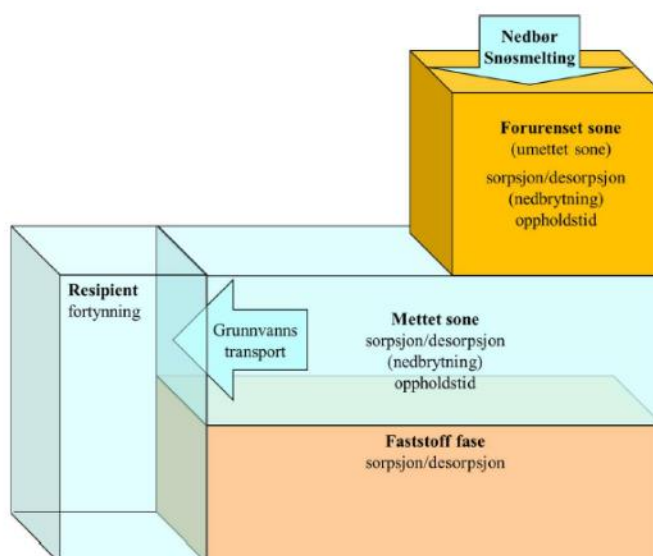 Nedbør
Snøsmelting
Forurenset sone
(umettet sone)
sorpsjon/desorpsjon
(nedbrytning)
oppholdstid
Resipient
fortynning
Grunnvanns
transport
Mettet sone
sorpsjon/desorpsjon
(nedbrytning)
oppholdstid
Faststoff fase
sorpsjon/desorpsjon